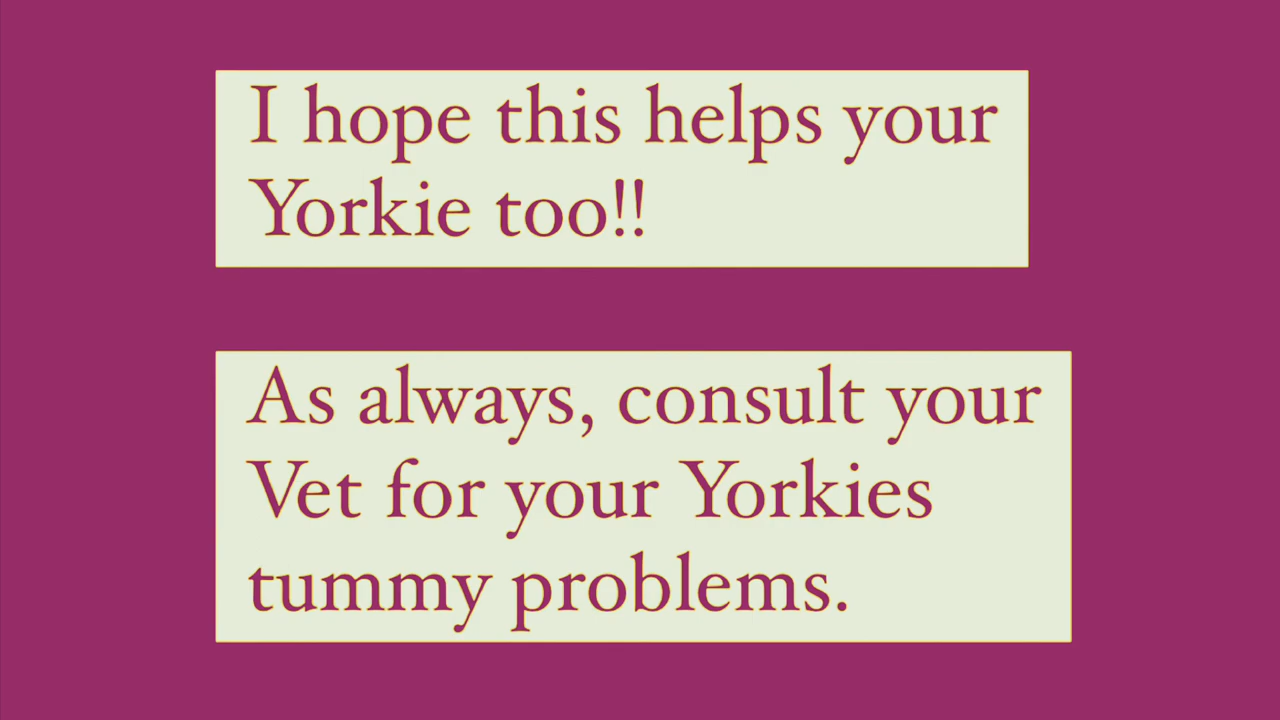 I hope this helps your
Yorkie too!!
As always, consult your
Vet for your Yorkies
tummy problems.